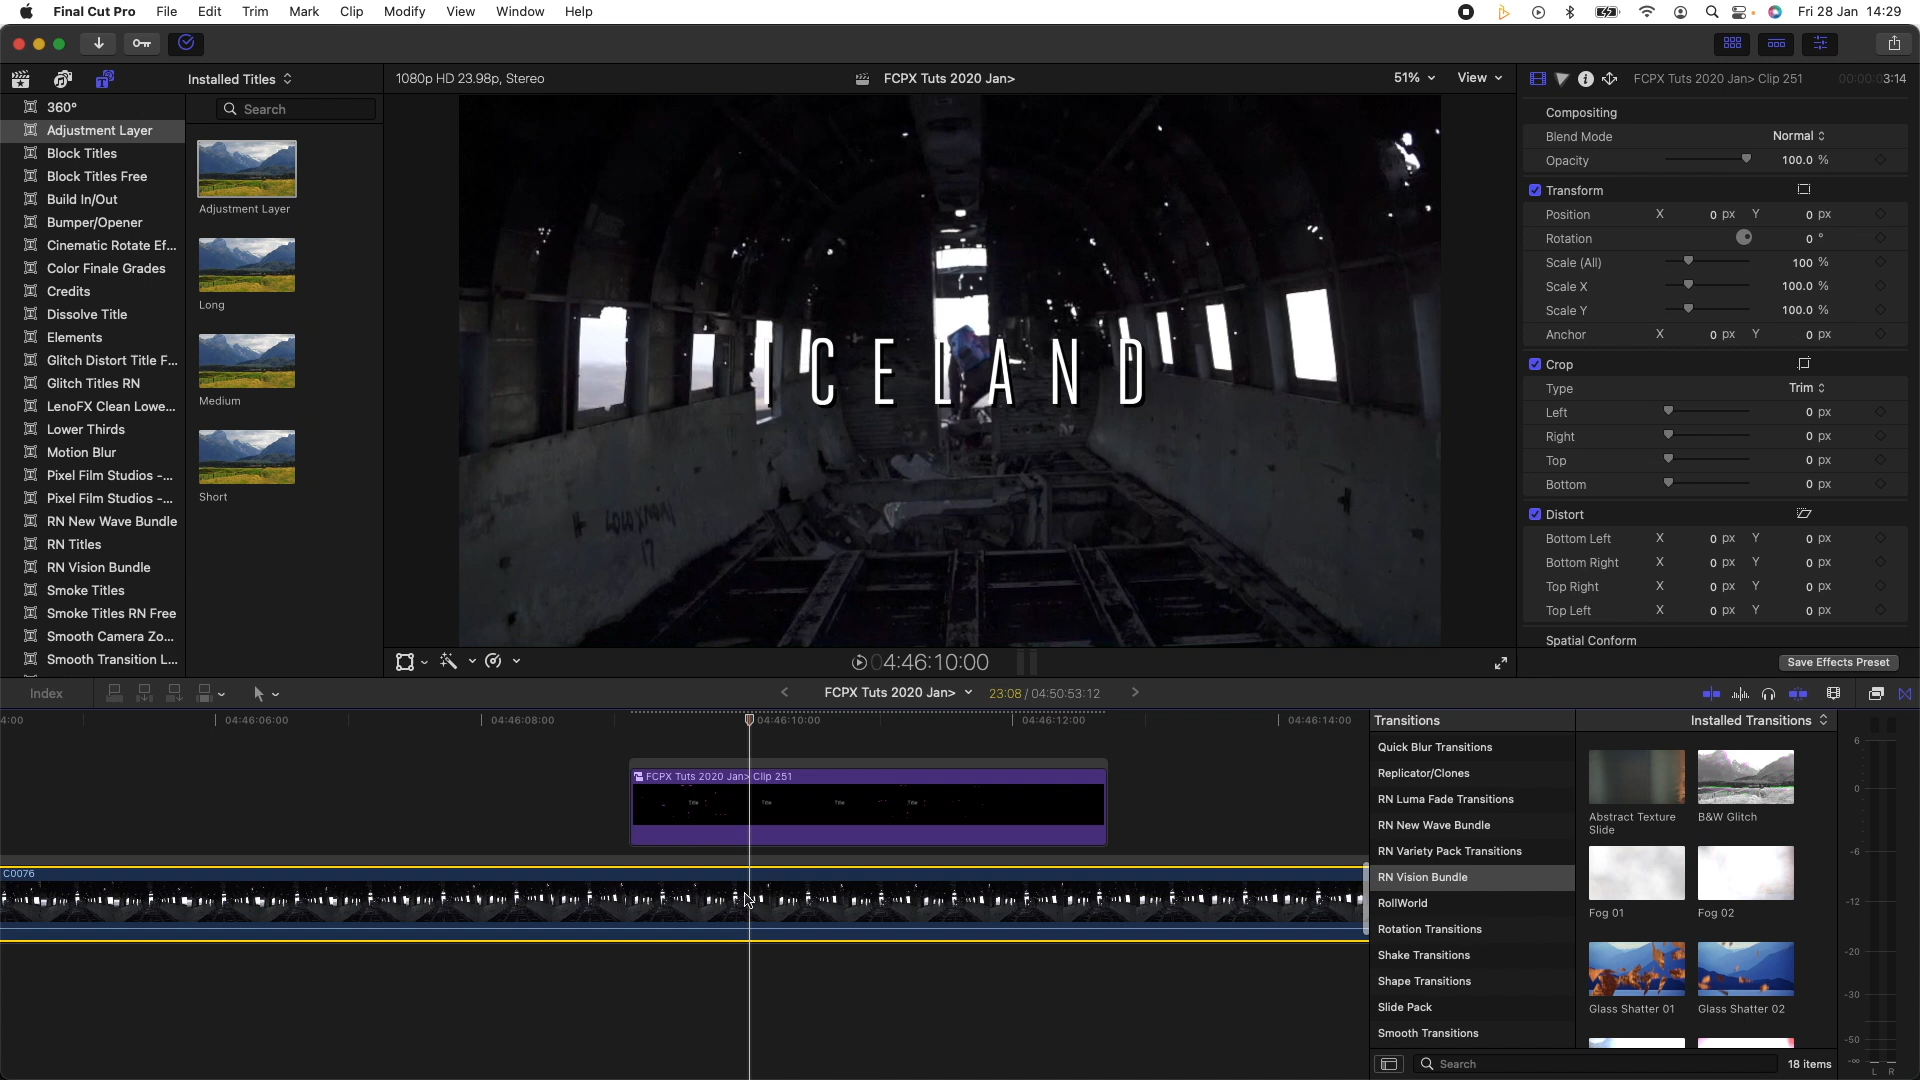 Final Cut Pro File Edit Trim Mark Clip Modify View Window Help Fri 28 Jan 14:29
Installed Titles
1080p HD 23.98p, Stereo
FCPX Tuts 2020 Jan>
51%
View
FCPX Tuts 2020 Jan> Clip 251
3:14
Search
360°
Adjustment Layer
Block Titles
Block Titles Free
Build In/Out
Bumper/Opener
Cinematic Rotate Ef...
Color Finale Grades
Credits
Dissolve Title
Elements
Glitch Distort Title F...
Glitch Titles RN
LenoFX Clean Lowe...
Lower Thirds
Motion Blur
Pixel Film Studios -...
Pixel Film Studios -...
RN New Wave Bundle
RN Titles
RN Vision Bundle
Smoke Titles
Smoke Titles RN Free
Smooth Camera Zo...
Smooth Transition L...
Adjustment Layer
Long
Medium
Short
ICELAND
Compositing
Blend Mode Normal
Opacity 100.0 %
Transform
Position X 0 px Y 0 px
Rotation 0 °
Scale (All) 100 %
Scale X 100.0 %
Scale Y 100.0 %
Anchor X 0 px Y 0 px
Crop
Type Trim
Left 0 px
Right 0 px
Top 0 px
Bottom 0 px
Distort
Bottom Left X 0 px Y 0 px
Bottom Right X 0 px Y 0 px
Top Right X 0 px Y 0 px
Top Left X 0 px Y 0 px
Spatial Conform
Save Effects Preset
04:46:10:00
Index
FCPX Tuts 2020 Jan>
23:08 / 04:50:53:12
4:00 04:46:06:00 04:46:08:00 04:46:10:00 04:46:12:00 04:46:14:00
FCPX Tuts 2020 Jan> Clip 251
Title Title Title Title
C0076
Transitions
Installed Transitions
Quick Blur Transitions
Replicator/Clones
RN Luma Fade Transitions
RN New Wave Bundle
RN Variety Pack Transitions
RN Vision Bundle
RollWorld
Rotation Transitions
Shake Transitions
Shape Transitions
Slide Pack
Smooth Transitions
Abstract Texture
Slide
B&W Glitch
Fog 01
Fog 02
Glass Shatter 01
Glass Shatter 02
Search
18 items
6
0
-6
-12
-20
-30
-50
-∞
L R